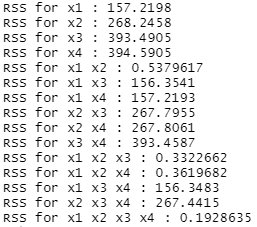 RSS for x1 : 157.2198
RSS for x2 : 268.2458
RSS for x3 : 393.4905
RSS for x4 : 394.5905
RSS for x1 x2 : 0.5379617
RSS for x1 x3 : 156.3541
RSS for x1 x4 : 157.2193
RSS for x2 x3 : 267.7955
RSS for x2 x4 : 267.8061
RSS for x3 x4 : 393.4587
RSS for x1 x2 x3 : 0.3322662
RSS for x1 x2 x4 : 0.3619682
RSS for x1 x3 x4 : 156.3483
RSS for x2 x3 x4 : 267.4415
RSS for x1 x2 x3 x4 : 0.1928635